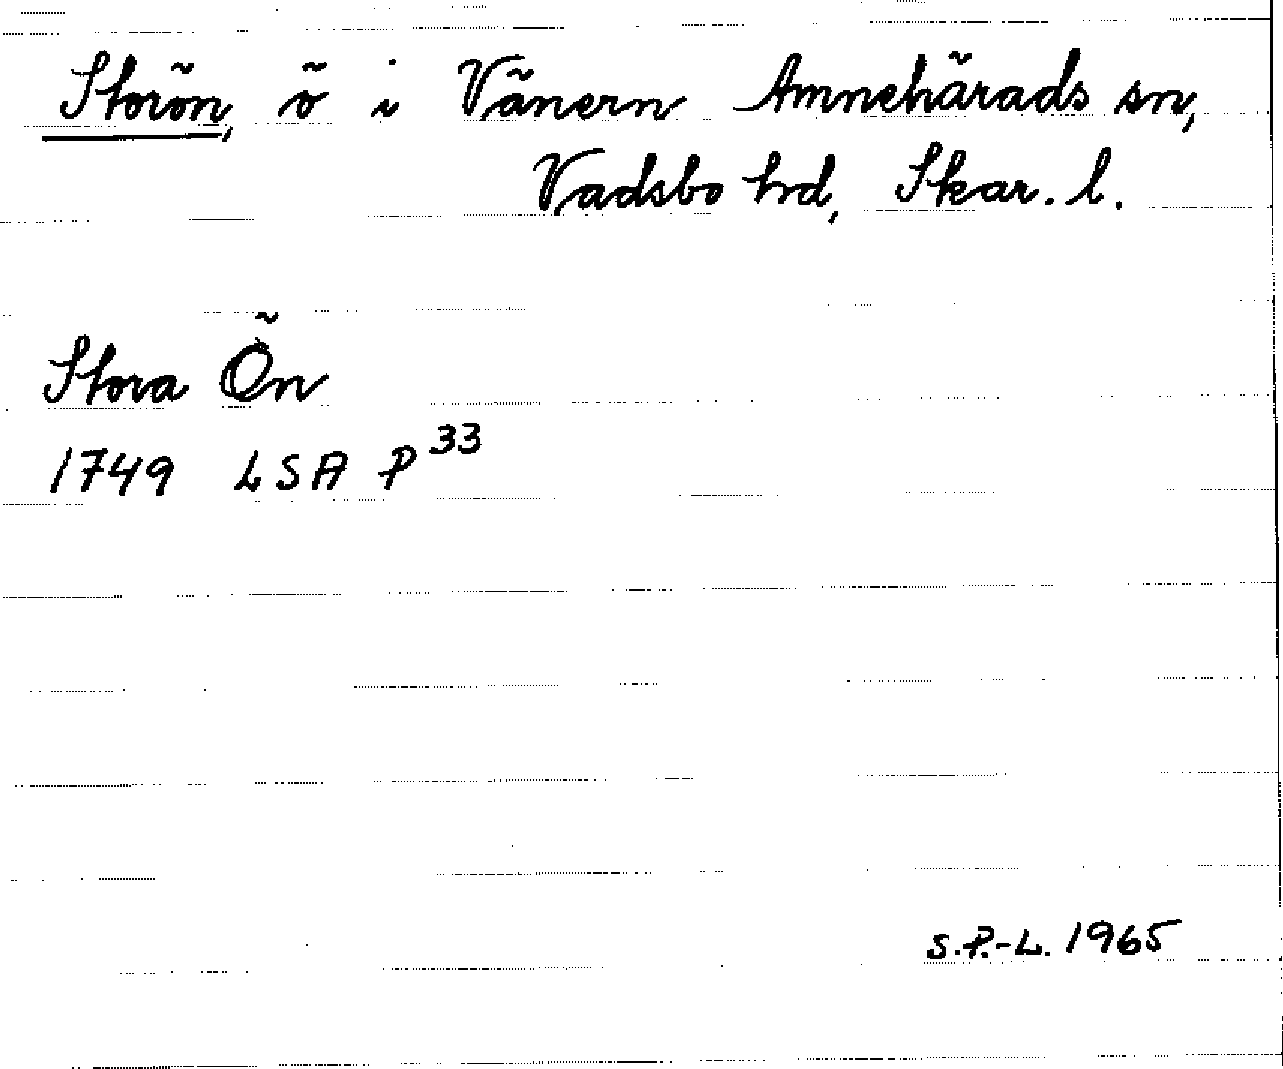 Storön, ö i Vänern Amnehärads sn,
Vadsbo hd, Skar. l.
Stora Ön
1749 LSA P 33
S.P.-L. 1965